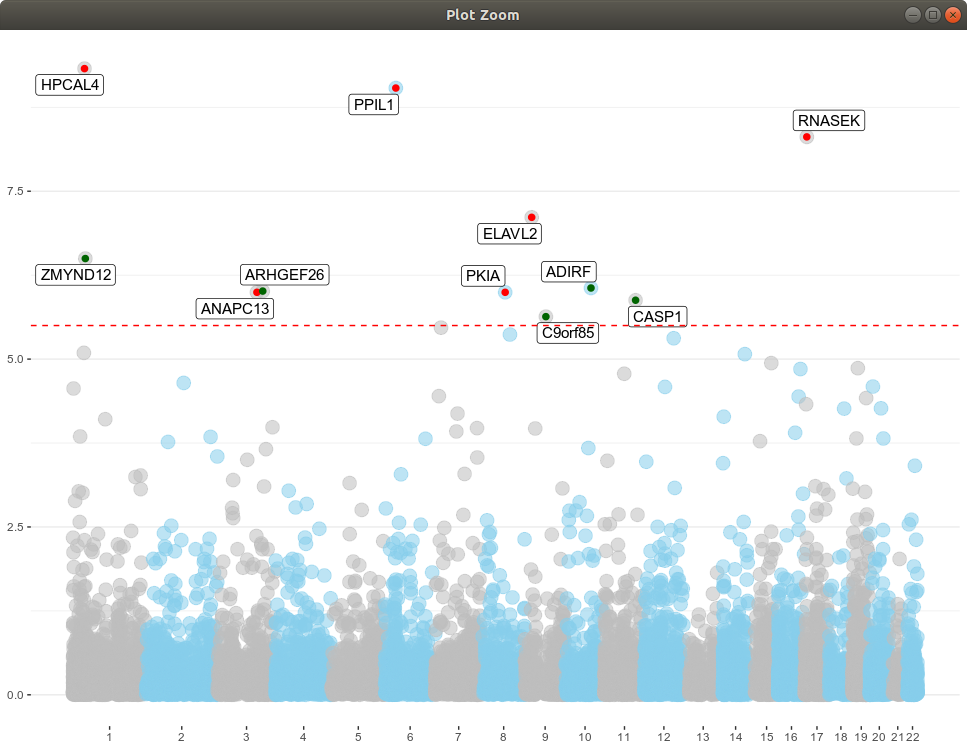 Plot Zoom
HPCAL4
PPIL1
RNASEK
7.5
ELAVL2
ZMYND12
ARHGEF26
PKIA
ADIRF
ANAPC13
CASP1
C9orf85
5.0
2.5
0.0
1 2 3 4 5 6 7 8 9 10 11 12 13 14 15 16 17 18 19 20 21 22